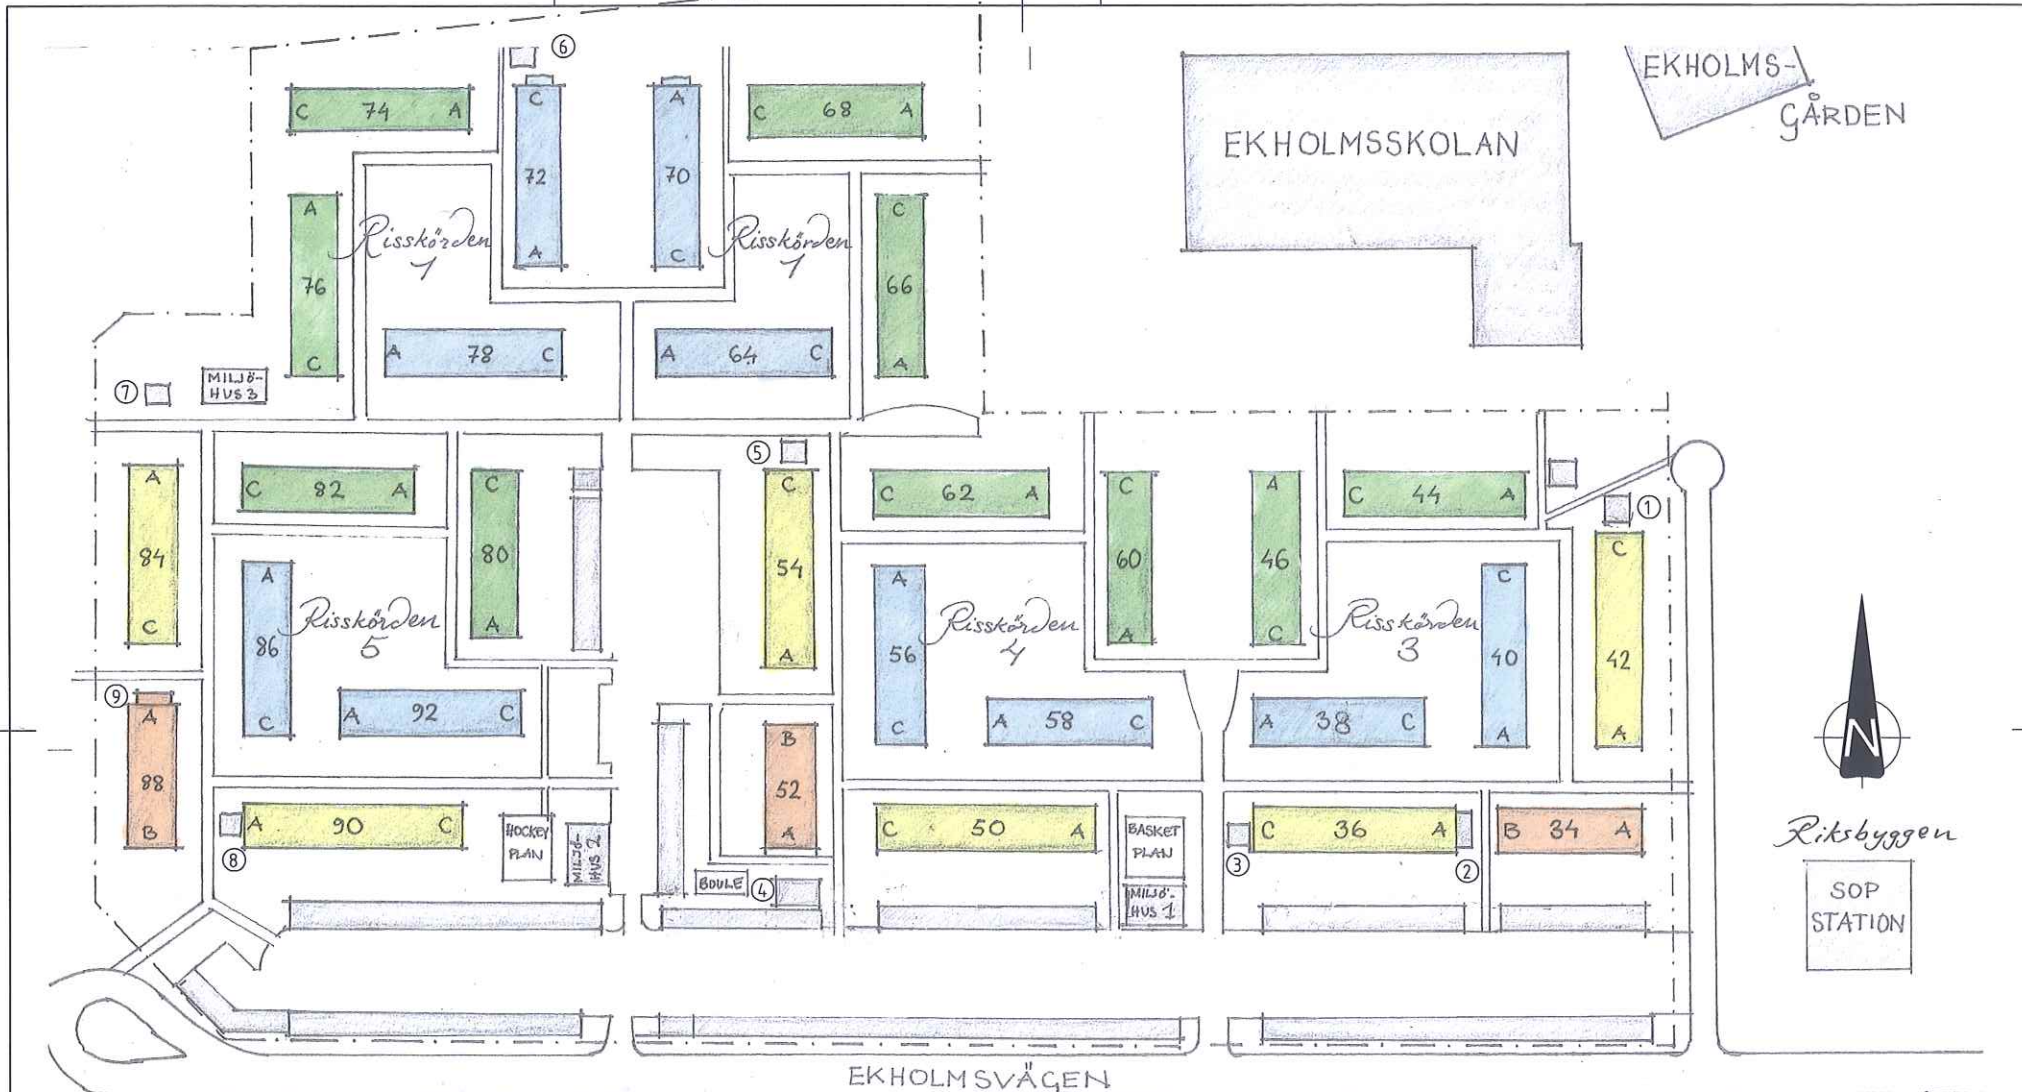 ⑥
EKHOLMS-
GÅRDEN
C 74 A
C
72
A
A
70
C
C 68 A
EKHOLMSSKOLAN
A
76
C
Risskörden
1
Risskörden
1
C
66
A
A 78 C
A 64 C
⑦
MILJÖ-
HUS 3
⑤
A
84
C
C 82 A
C
80
A
C
54
A
C 62 A
C
60
A
A
46
C
C 44 A
①
C
42
A
A
86
C
Risskörden
5
A
56
C
Risskörden
4
Risskörden
3
C
40
A
⑨
A
88
B
A 92 C
B
52
A
A 58 C
A 38 C
N
⑧
A 90 C
HOCKEY
PLAN
MILJÖ-
HUS 2
BOULE
④
C 50 A
BASKET
PLAN
MILJÖ-
HUS 1
③
C 36 A
②
B 34 A
Riksbyggen
SOP
STATION
EKHOLMSVÄGEN